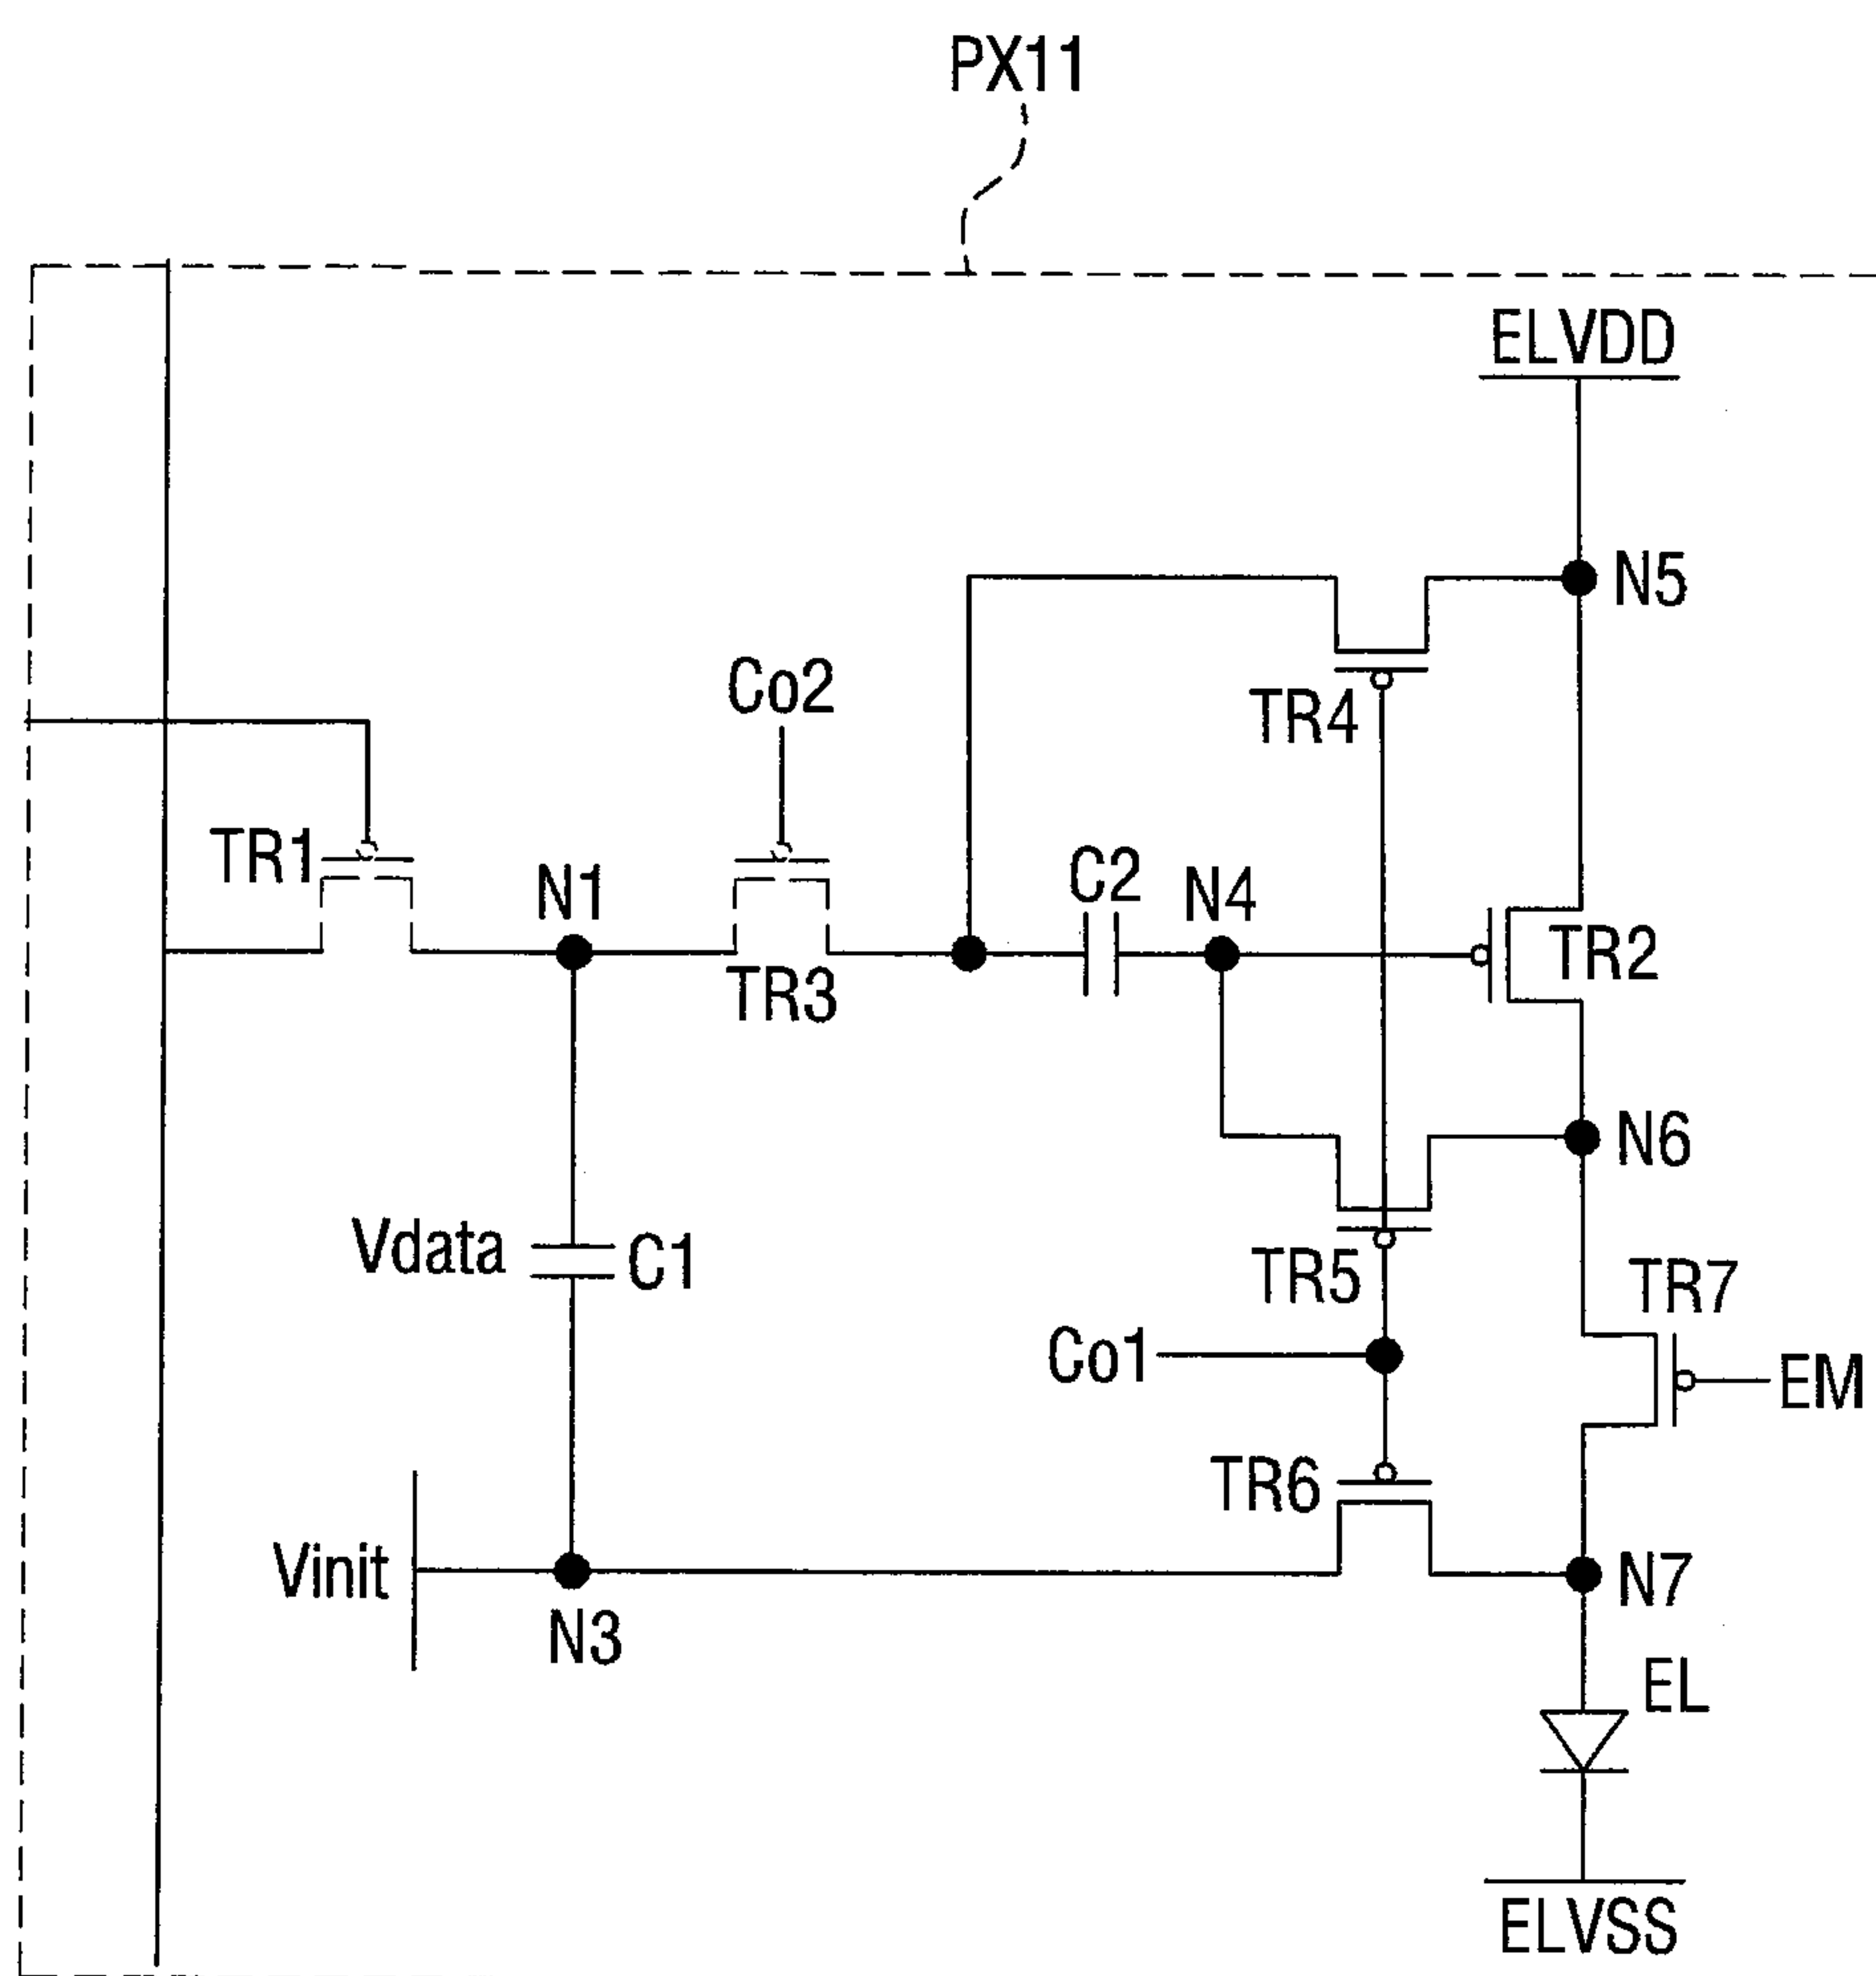 PX11
ELVDD
N5
Co2
TR4
TR1
N1
C2
N4
TR2
TR3
N6
Vdata
C1
TR5
TR7
Co1
EM
TR6
Vinit
N7
N3
EL
ELVSS